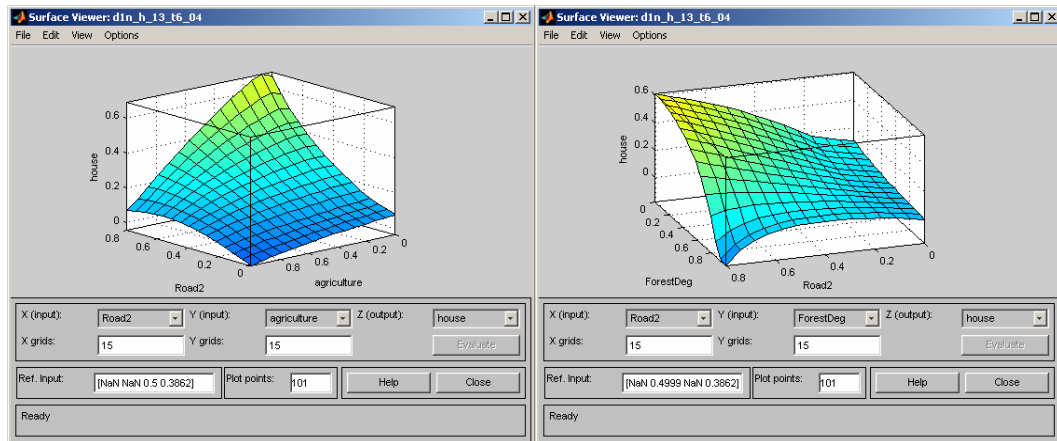 Surface Viewer: d1n_h_13_t6_04
File Edit View Options
0.6
0.4
0.2
0
house
0.8
0.6
0.4
0.2
0
Road2
0
0.2
0.4
0.6
0.8
agriculture
X (input): Road2 Y (input): agriculture Z (output): house
X grids: 15 Y grids: 15 Evaluate
Ref. Input: [NaN NaN 0.5 0.3862] Plot points: 101 Help Close
Ready
Surface Viewer: d1n_h_13_t6_04
File Edit View Options
0.6
0.4
0.2
0
house
0
0.2
0.4
0.6
0.8
ForestDeg
0.8
0.6
0.4
0.2
0
Road2
X (input): Road2 Y (input): ForestDeg Z (output): house
X grids: 15 Y grids: 15 Evaluate
Ref. Input: [NaN 0.4999 NaN 0.3862] Plot points: 101 Help Close
Ready